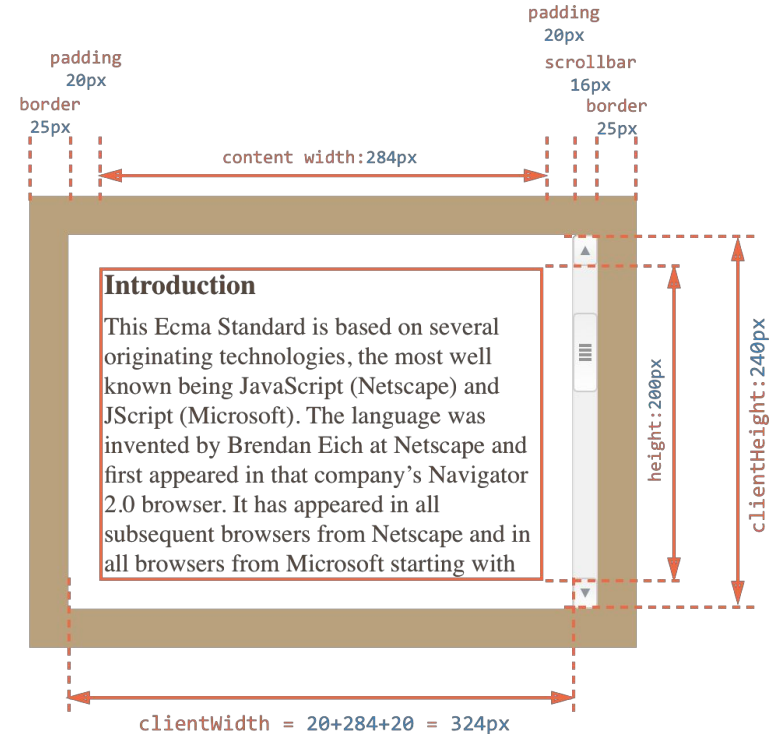 padding
20px
padding
20px
scrollbar
16px
border
25px
border
25px
content width:284px
Introduction
This Ecma Standard is based on several
originating technologies, the most well
known being JavaScript (Netscape) and
JScript (Microsoft). The language was
invented by Brendan Eich at Netscape and
first appeared in that company’s Navigator
2.0 browser. It has appeared in all
subsequent browsers from Netscape and in
all browsers from Microsoft starting with
height:200px
clientHeight:240px
clientWidth = 20+284+20 = 324px